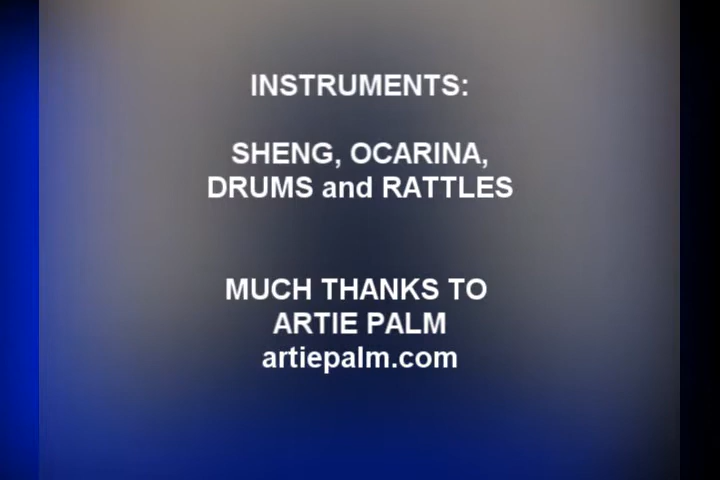 INSTRUMENTS:
SHENG, OCARINA,
DRUMS and RATTLES
MUCH THANKS TO
ARTIE PALM
artiepalm.com